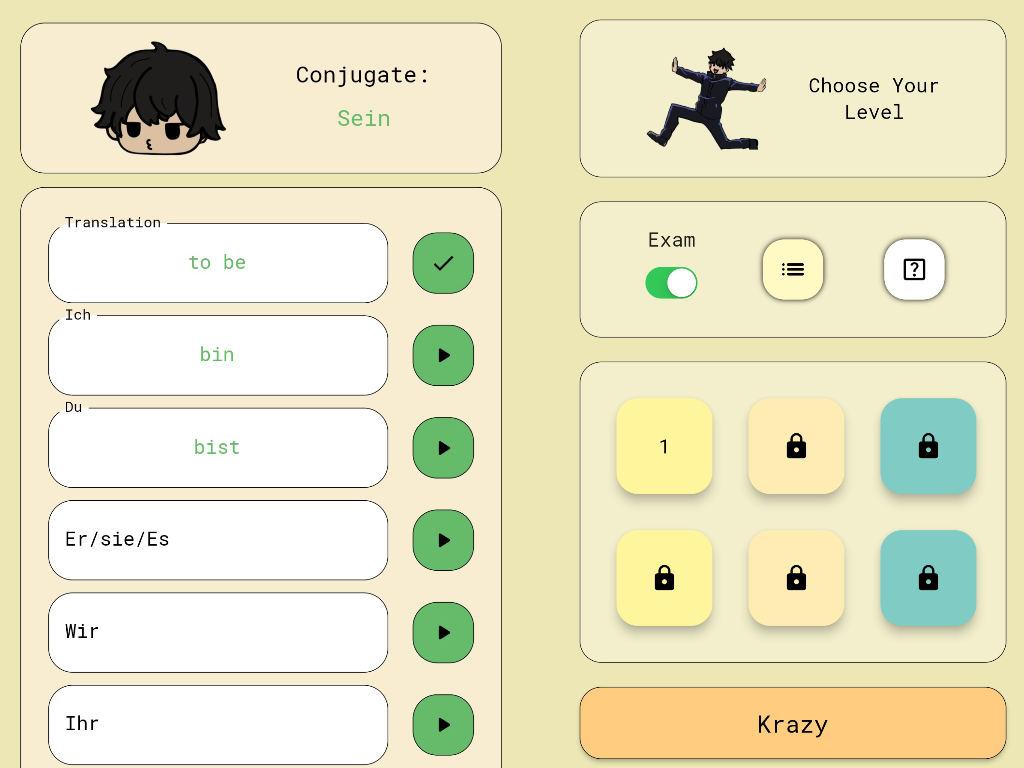 Conjugate:
Sein
Translation
to be
Ich
bin
Du
bist
Er/sie/Es
Wir
Ihr
Choose Your
Level
Exam
1
Krazy